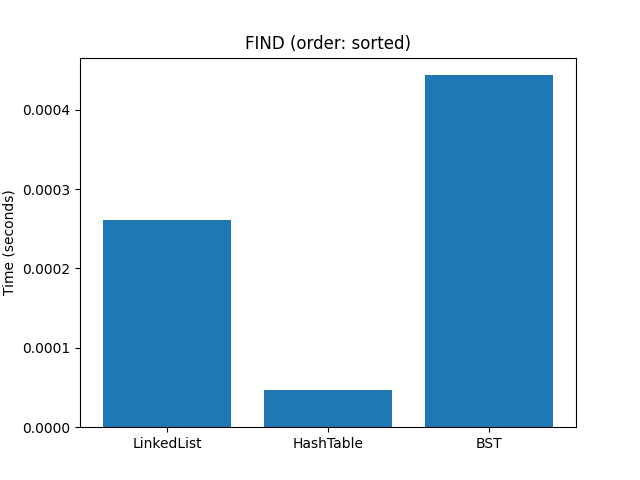 FIND (order: sorted)
Time (seconds)
0.0004
0.0003
0.0002
0.0001
0.0000
LinkedList HashTable BST